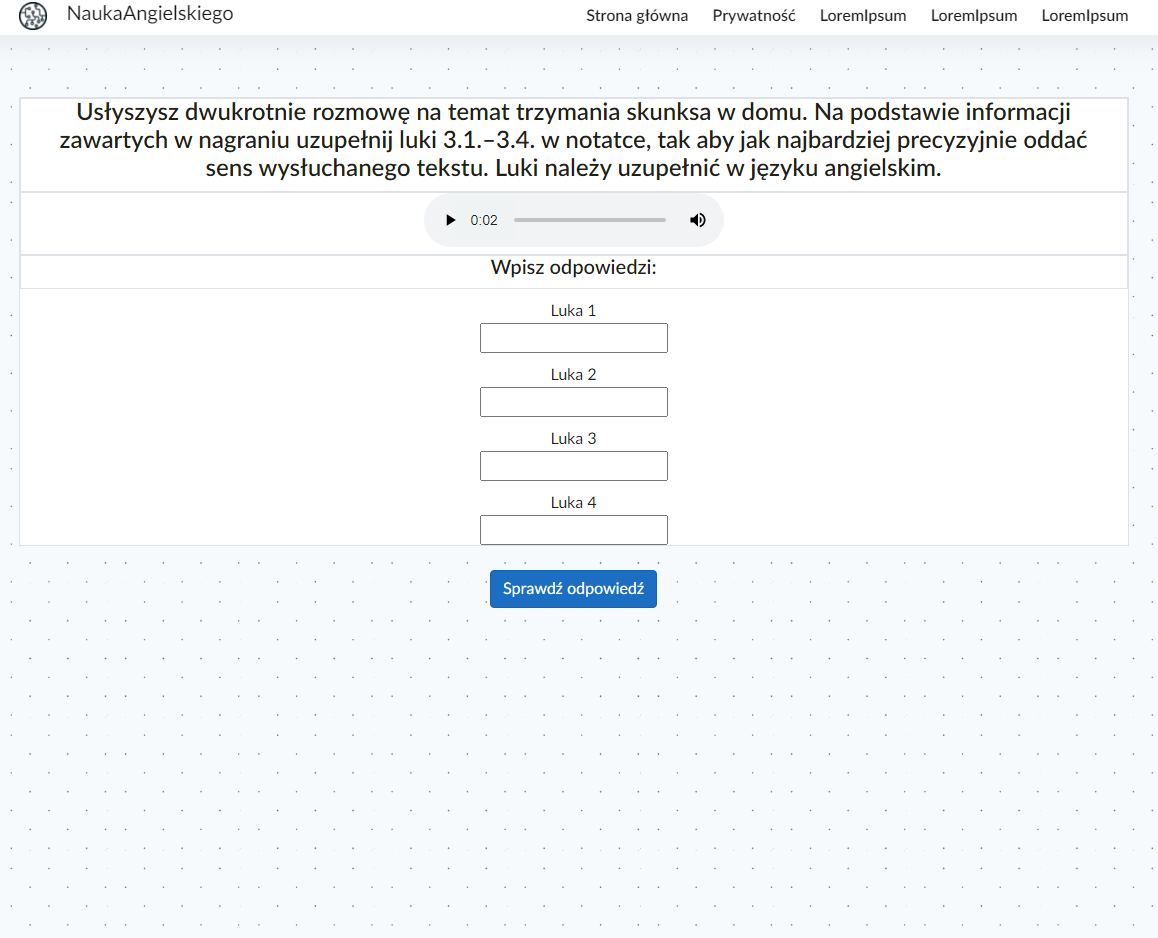 NaukaAngielskiego
Strona główna Prywatność LoremIpsum LoremIpsum LoremIpsum
Usłyszysz dwukrotnie rozmowę na temat trzymania skunksa w domu. Na podstawie informacji
zawartych w nagraniu uzupełnij luki 3.1.–3.4. w notatce, tak aby jak najbardziej precyzyjnie oddać
sens wysłuchanego tekstu. Luki należy uzupełnić w języku angielskim.
0:02
Wpisz odpowiedzi:
Luka 1
Luka 2
Luka 3
Luka 4
Sprawdź odpowiedź